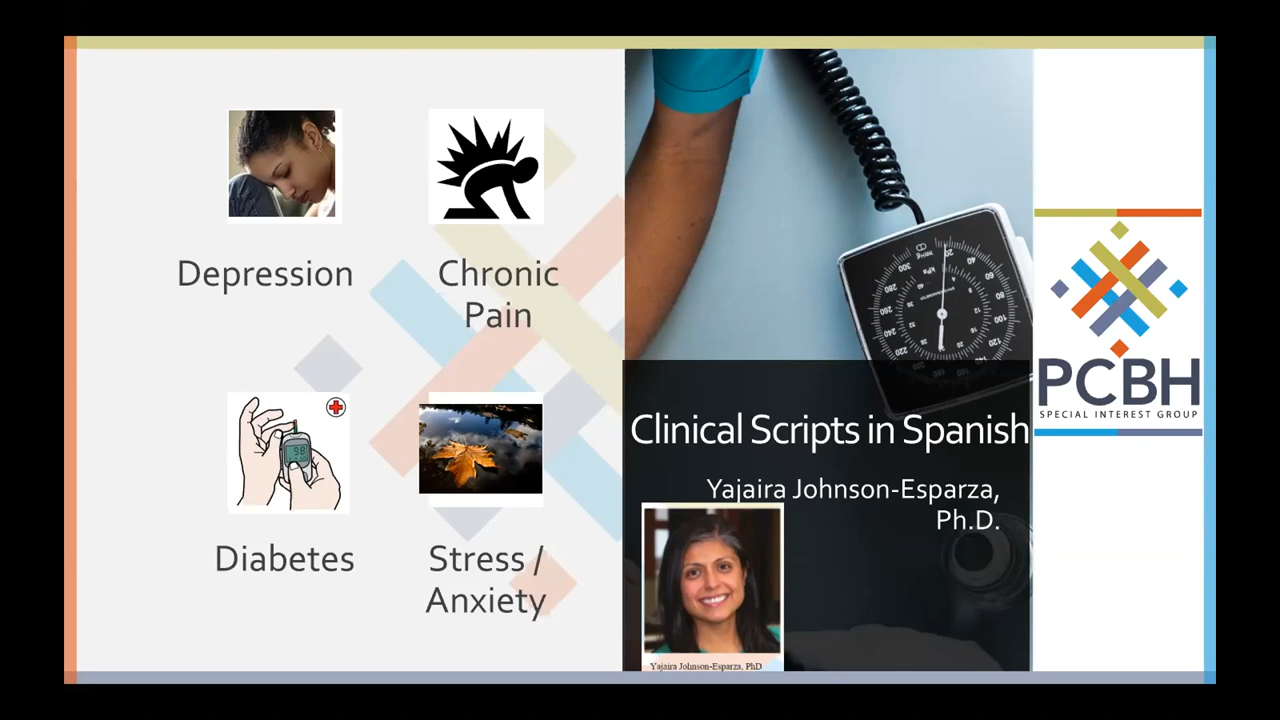 Depression
Chronic
Pain
Diabetes
Stress /
Anxiety
98
Clinical Scripts in Spanish
Yajaira Johnson-Esparza,
Ph.D.
Yajaira Johnson-Esparza, PhD
PCBH
SPECIAL INTEREST GROUP